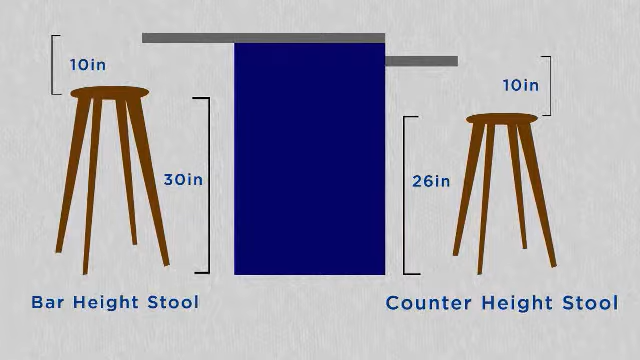 10in
10in
30in
26in
Bar Height Stool
Counter Height Stool